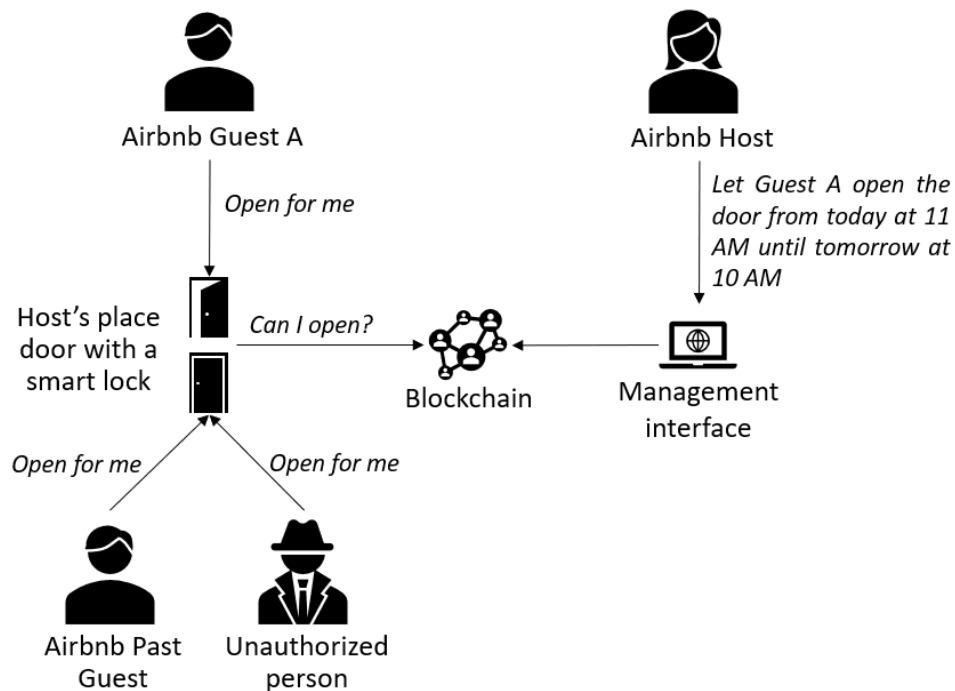 Airbnb Guest A
Airbnb Host
Open for me
Let Guest A open the
door from today at 11
AM until tomorrow at
10 AM
Host’s place
door with a
smart lock
Can I open?
Blockchain
Management
interface
Open for me
Open for me
Airbnb Past
Guest
Unauthorized
person